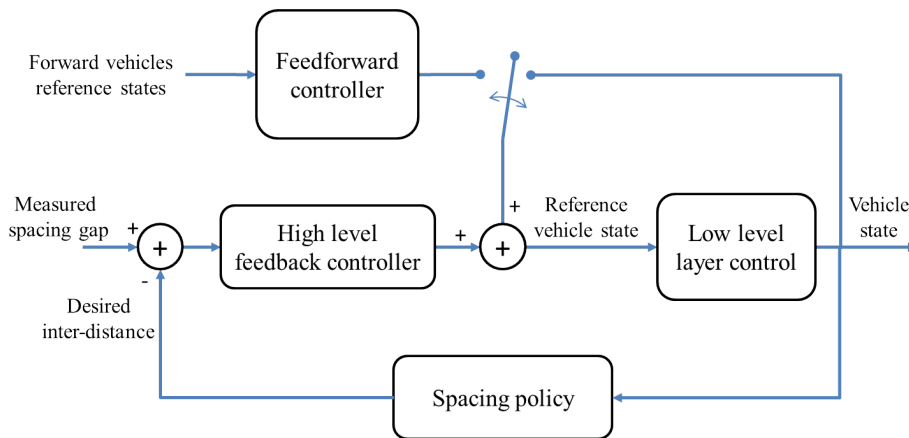 Forward vehicles
reference states
Feedforward
controller
Measured
spacing gap
+
+
-
High level
feedback controller
+
+
+
Reference
vehicle state
Low level
layer control
Vehicle
state
Desired
inter-distance
Spacing policy